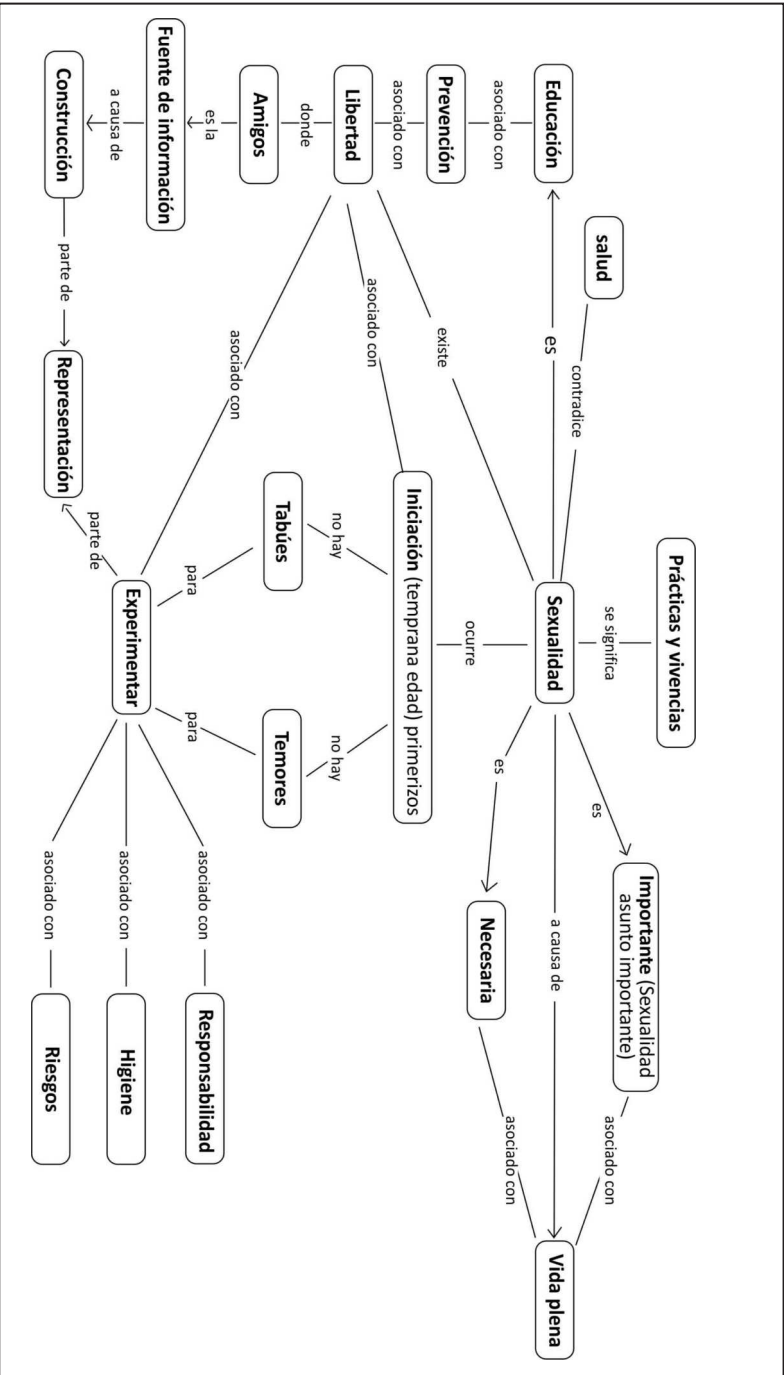 Prácticas y vivencias
se significa
salud
contradice
Educación
es
Sexualidad
es
Importante (Sexualidad
asunto importante)
asociado con
a causa de
Vida plena
es
Necesaria
asociado con
asociado con
Prevención
asociado con
Libertad
existe
ocurre
asociado con
Iniciación (temprana edad) primerizos
no hay
no hay
Tabúes
Temores
para
para
asociado con
donde
Amigos
es la
Fuente de información
a causa de
Construcción
parte de
Representación
parte de
Experimentar
asociado con
Responsabilidad
asociado con
Higiene
asociado con
Riesgos